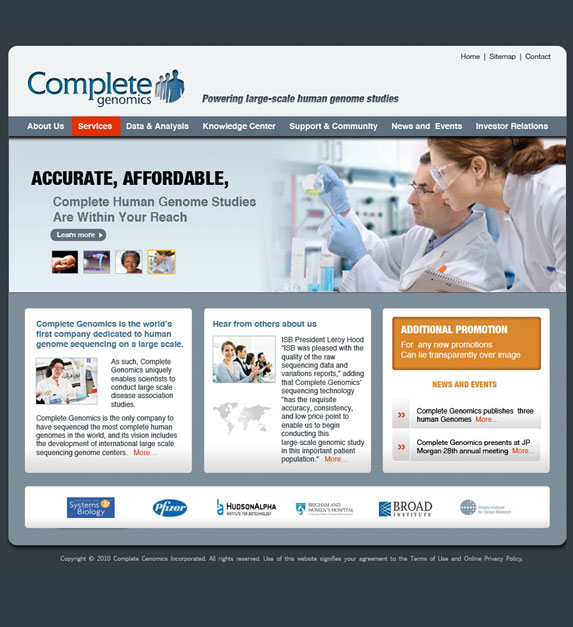 Home | Sitemap | Contact
Complete
genomics
Powering large-scale human genome studies
About Us
Services
Data & Analysis
Knowledge Center
Support & Community
News and Events
Investor Relations
ACCURATE, AFFORDABLE,
Complete Human Genome Studies
Are Within Your Reach
Learn more
Complete Genomics is the world's
first company dedicated to human
genome sequencing on a large scale.
As such, Complete
Genomics uniquely
enables scientists to
conduct large scale
disease association
studies.
Complete Genomics is the only company to
have sequenced the most complete human
genomes in the world, and its vision includes
the development of international large scale
sequencing genome centers. More...
Hear from others about us
ISB President Leroy Hood
"ISB was pleased with the
quality of the raw
sequencing data and
variations reports," adding
that Complete Genomics'
sequencing technology
"has the requisite
accuracy, consistency,
and low price point to
enable us to begin
conducting this
large-scale genomic study
in this important patient
population." More...
ADDITIONAL PROMOTION
For any new promotions
Can lie transparently over image
NEWS AND EVENTS
Complete Genomics publishes three
human Genomes More...
Complete Genomics presents at JP
Morgan 28th annual meeting More...
Systems
Biology
Pfizer
HUDSONALPHA
INSTITUTE FOR BIOTECHNOLOGY
BRIGHAM AND
WOMEN'S HOSPITAL
BROAD
INSTITUTE
Copyright © 2010 Complete Genomics Incorporated. All rights reserved. Use of this website signifies your agreement to the Terms of Use and Online Privacy Policy.